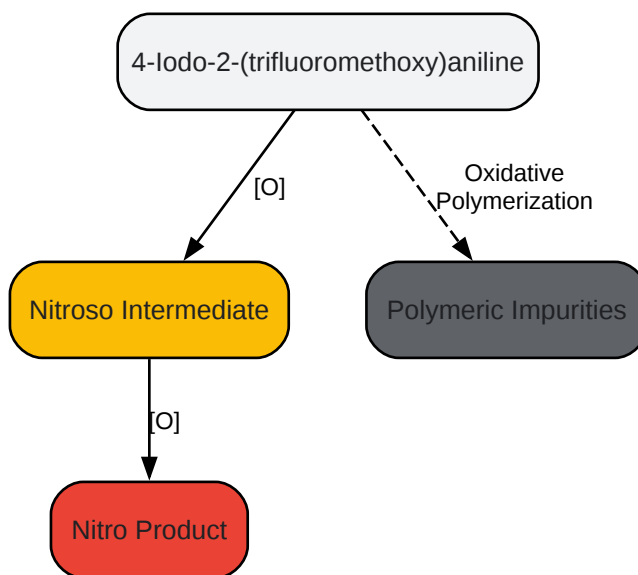 4-Iodo-2-(trifluoromethoxy)aniline
[O]
Oxidative
Polymerization
Nitroso Intermediate
Polymeric Impurities
[O]
Nitro Product